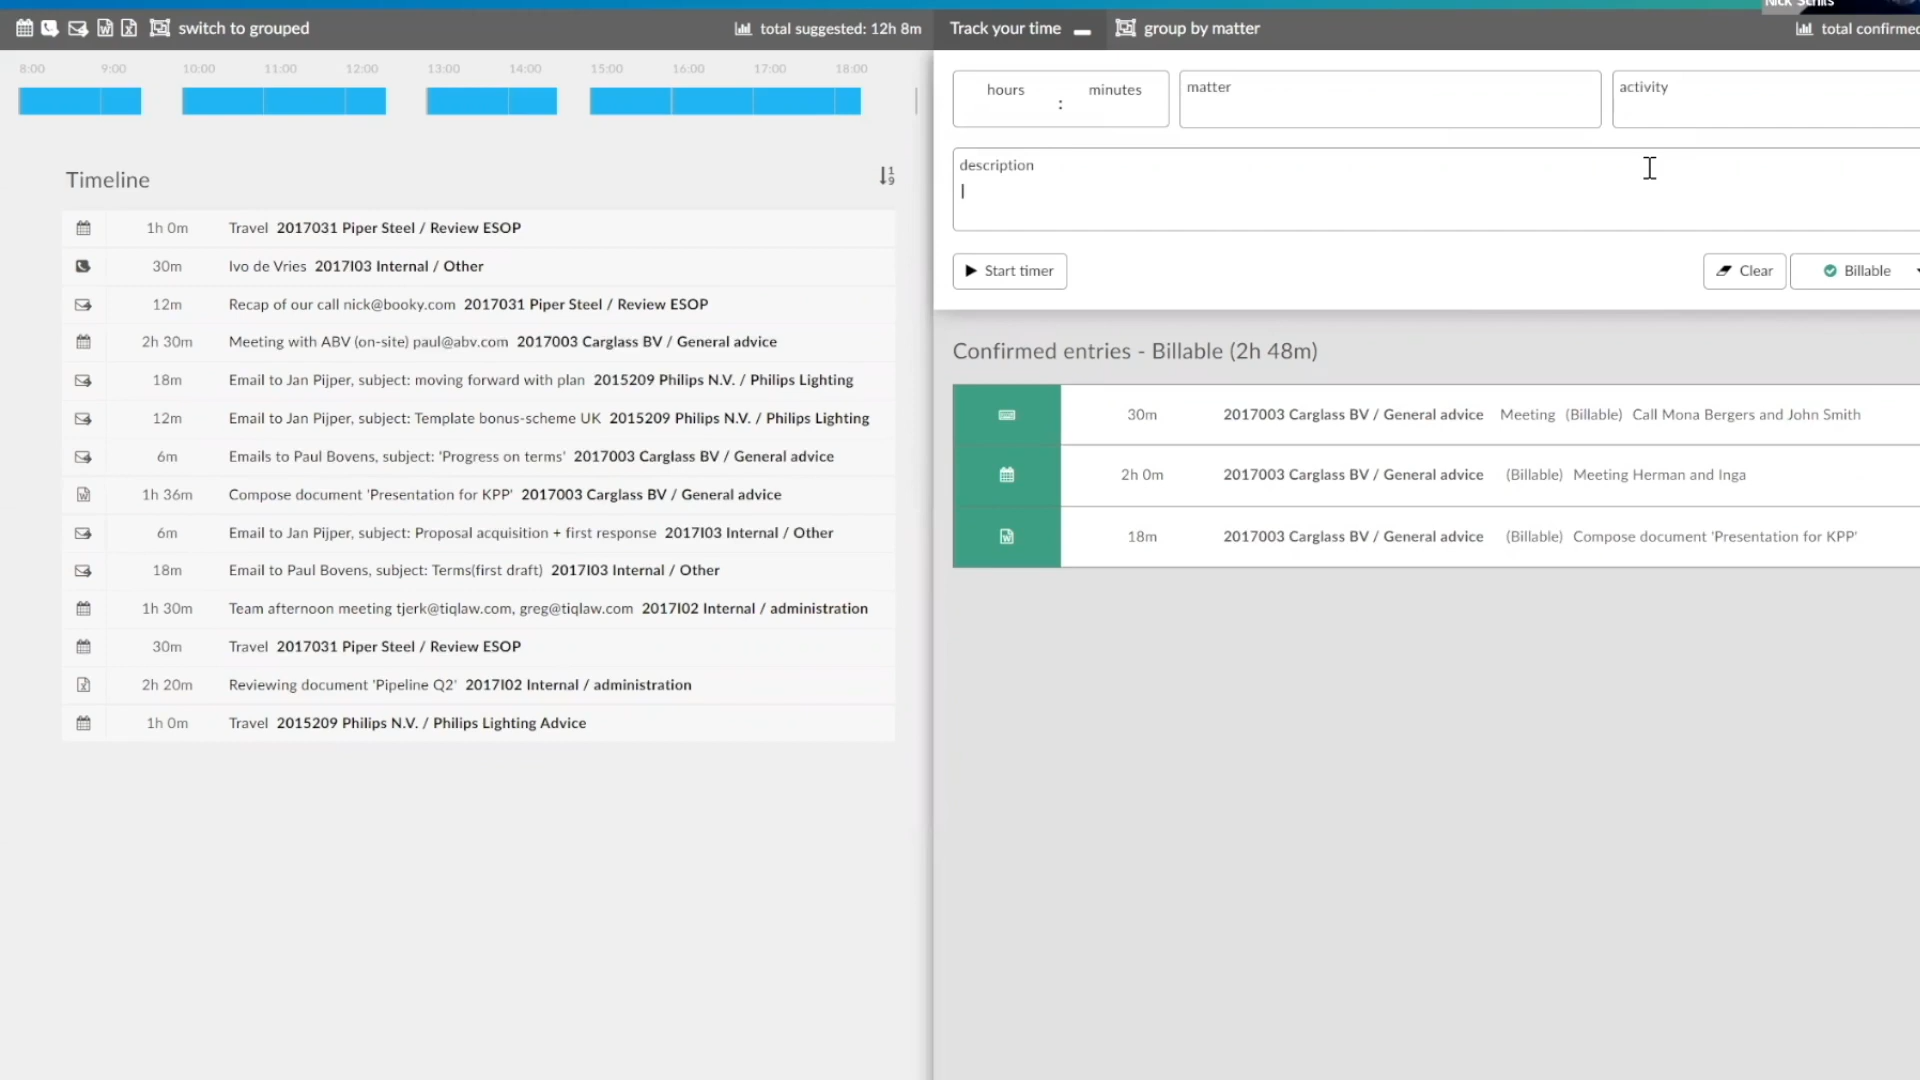 Nick Schils
switch to grouped
total suggested: 12h 8m
Track your time
group by matter
total confirmed
8:00 9:00 10:00 11:00 12:00 13:00 14:00 15:00 16:00 17:00 18:00
hours : minutes
matter
activity
description
Start timer
Clear
Billable
Timeline
1h 0m Travel 2017031 Piper Steel / Review ESOP
30m Ivo de Vries 2017I03 Internal / Other
12m Recap of our call nick@booky.com 2017031 Piper Steel / Review ESOP
2h 30m Meeting with ABV (on-site) paul@abv.com 2017003 Carglass BV / General advice
18m Email to Jan Pijper, subject: moving forward with plan 2015209 Philips N.V. / Philips Lighting
12m Email to Jan Pijper, subject: Template bonus-scheme UK 2015209 Philips N.V. / Philips Lighting
6m Emails to Paul Bovens, subject: 'Progress on terms' 2017003 Carglass BV / General advice
1h 36m Compose document 'Presentation for KPP' 2017003 Carglass BV / General advice
6m Email to Jan Pijper, subject: Proposal acquisition + first response 2017I03 Internal / Other
18m Email to Paul Bovens, subject: Terms(first draft) 2017I03 Internal / Other
1h 30m Team afternoon meeting tjerk@tiqlaw.com, greg@tiqlaw.com 2017I02 Internal / administration
30m Travel 2017031 Piper Steel / Review ESOP
2h 20m Reviewing document 'Pipeline Q2' 2017I02 Internal / administration
1h 0m Travel 2015209 Philips N.V. / Philips Lighting Advice
Confirmed entries - Billable (2h 48m)
30m 2017003 Carglass BV / General advice Meeting (Billable) Call Mona Bergers and John Smith
2h 0m 2017003 Carglass BV / General advice (Billable) Meeting Herman and Inga
18m 2017003 Carglass BV / General advice (Billable) Compose document 'Presentation for KPP'